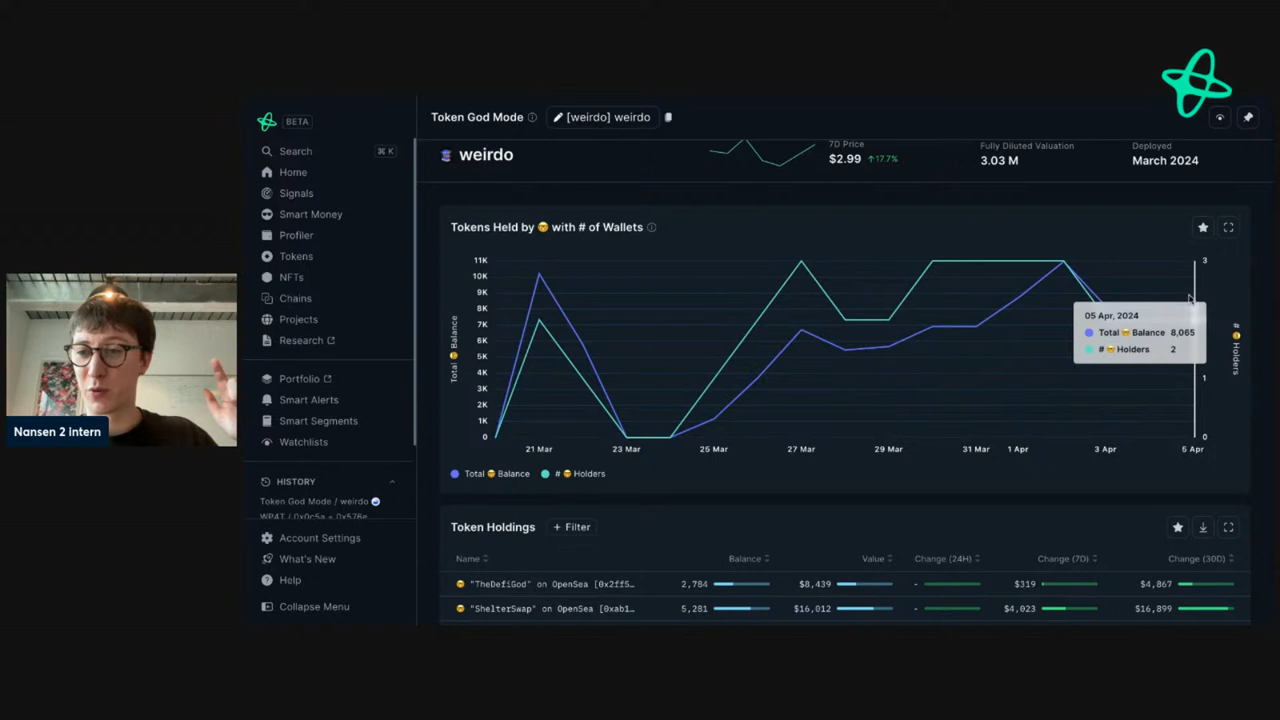 BETA
Search ⌘ K
Home
Signals
Smart Money
Profiler
Tokens
NFTs
Chains
Projects
Research
Portfolio
Smart Alerts
Smart Segments
Watchlists
HISTORY
Token God Mode / weirdo
WP4T / 0x0c5a - 0x576e
Account Settings
What's New
Help
Collapse Menu
Nansen 2 intern
Token God Mode [weirdo] weirdo
weirdo
7D Price
$2.99 ↑17.7%
Fully Diluted Valuation
3.03 M
Deployed
March 2024
Tokens Held by 🤓 with # of Wallets
11K
10K
9K
8K
7K
6K
5K
4K
3K
2K
1K
0
Total 🤓 Balance
3
1
0
# 🤓 Holders
05 Apr, 2024
Total 🤓 Balance 8,065
# 🤓 Holders 2
21 Mar 23 Mar 25 Mar 27 Mar 29 Mar 31 Mar 1 Apr 3 Apr 5 Apr
Total 🤓 Balance # 🤓 Holders
Token Holdings + Filter
Name Balance Value Change (24H) Change (7D) Change (30D)
🤓 "TheDefiGod" on OpenSea [0x2ff5… 2,784 $8,439 - $319 $4,867
🤓 "ShelterSwap" on OpenSea [0xab1… 5,281 $16,012 - $4,023 $16,899